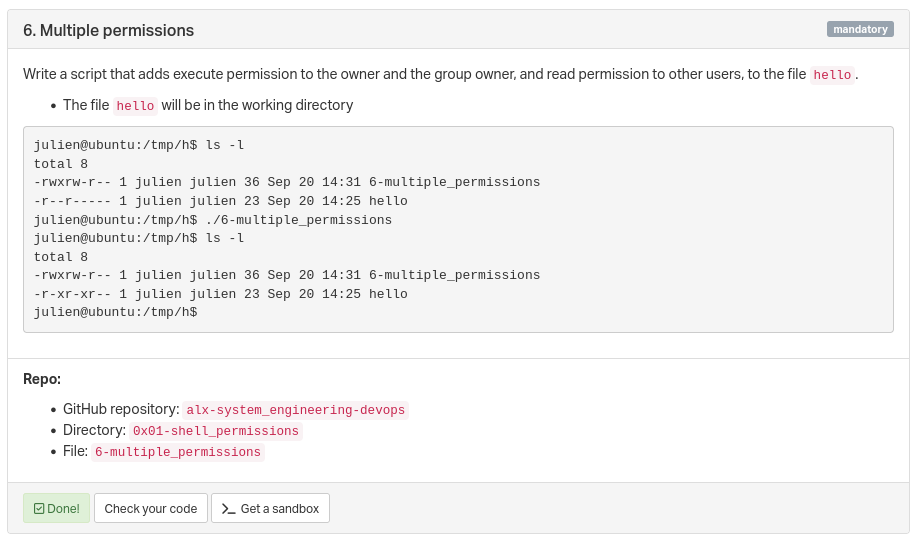 6. Multiple permissions
mandatory
Write a script that adds execute permission to the owner and the group owner, and read permission to other users, to the file hello.
• The file hello will be in the working directory
julien@ubuntu:/tmp/h$ ls -l
total 8
-rwxrw-r-- 1 julien julien 36 Sep 20 14:31 6-multiple_permissions
-r--r----- 1 julien julien 23 Sep 20 14:25 hello
julien@ubuntu:/tmp/h$ ./6-multiple_permissions
julien@ubuntu:/tmp/h$ ls -l
total 8
-rwxrw-r-- 1 julien julien 36 Sep 20 14:31 6-multiple_permissions
-r-xr-xr-- 1 julien julien 23 Sep 20 14:25 hello
julien@ubuntu:/tmp/h$
Repo:
• GitHub repository: alx-system_engineering-devops
• Directory: 0x01-shell_permissions
• File: 6-multiple_permissions
Done!
Check your code
>_ Get a sandbox